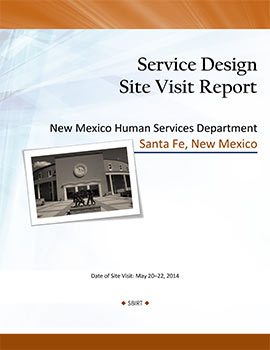 Service Design
Site Visit Report
New Mexico Human Services Department
Santa Fe, New Mexico
Date of Site Visit: May 20–22, 2014
◆ SBIRT ◆